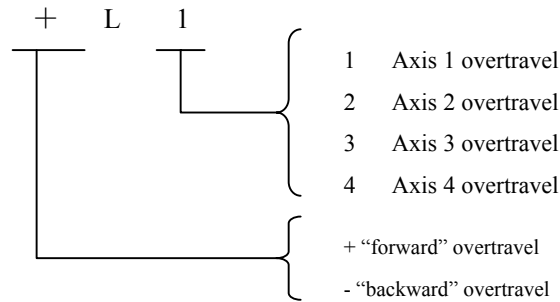 + L 1
1 Axis 1 overtravel
2 Axis 2 overtravel
3 Axis 3 overtravel
4 Axis 4 overtravel
+ “forward” overtravel
- “backward” overtravel